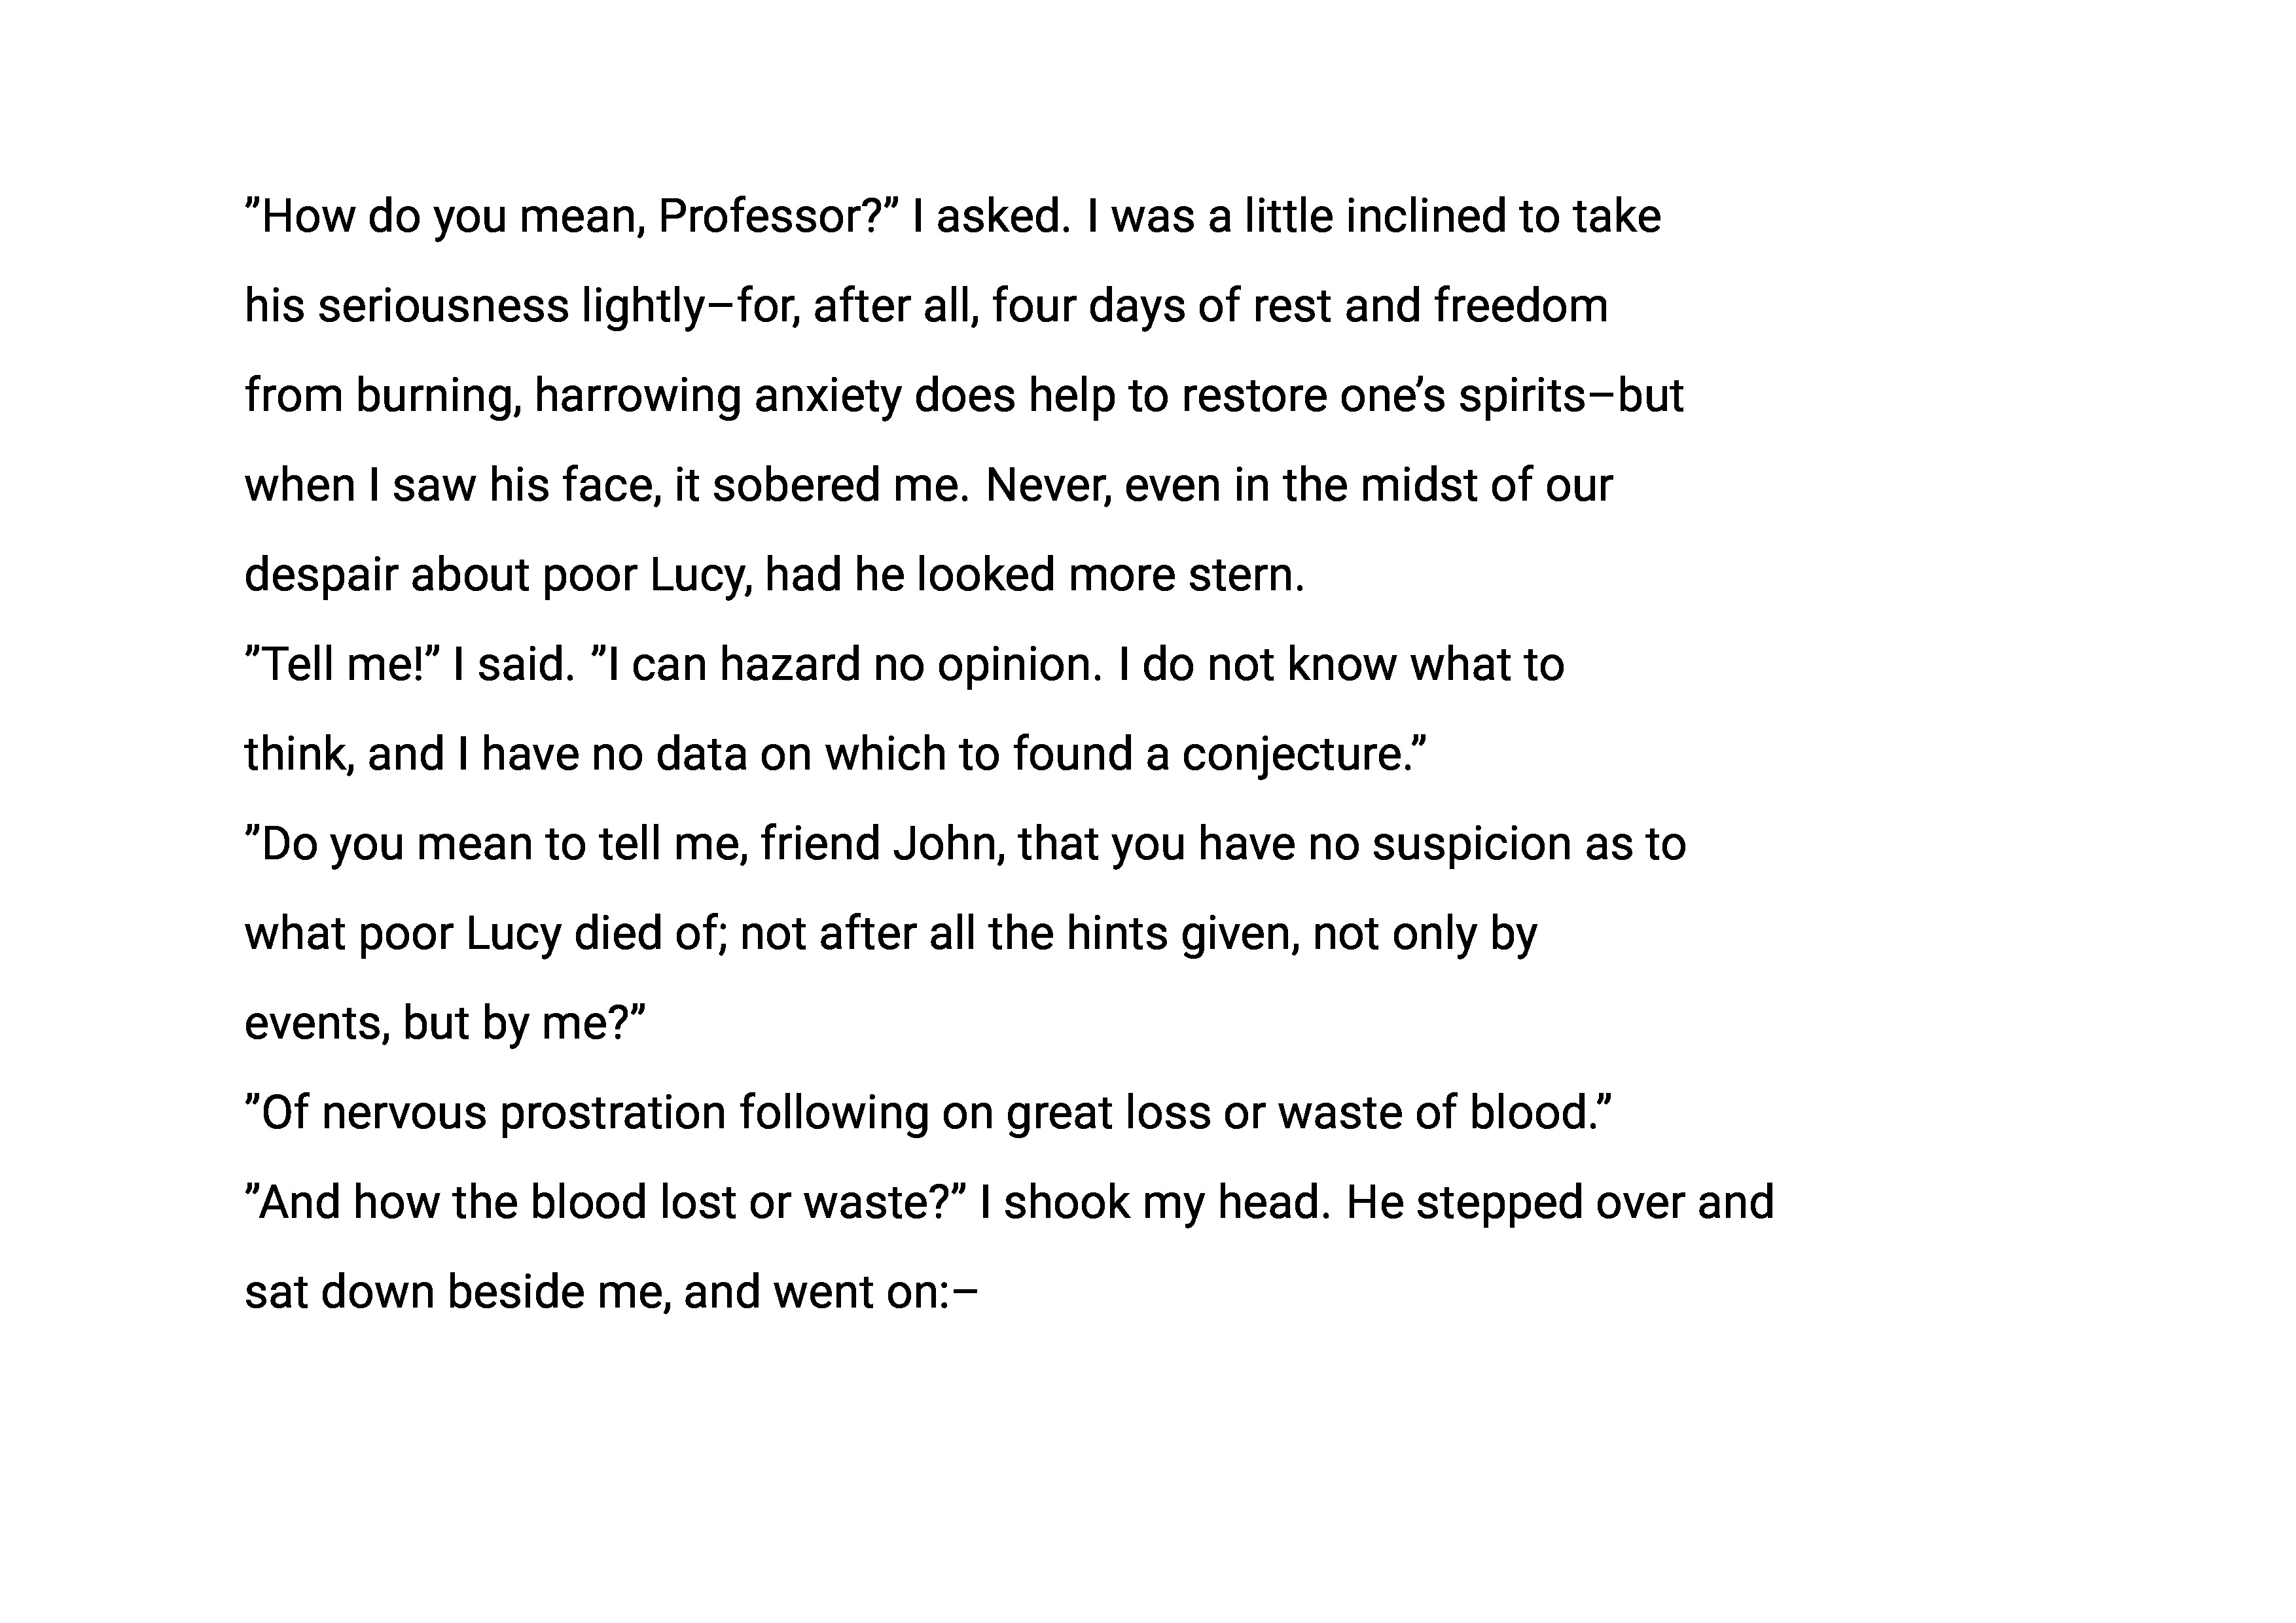 ”How do you mean, Professor?” I asked. I was a little inclined to take
his seriousness lightly–for, after all, four days of rest and freedom
from burning, harrowing anxiety does help to restore one’s spirits–but
when I saw his face, it sobered me. Never, even in the midst of our
despair about poor Lucy, had he looked more stern.
”Tell me!” I said. ”I can hazard no opinion. I do not know what to
think, and I have no data on which to found a conjecture.”
”Do you mean to tell me, friend John, that you have no suspicion as to
what poor Lucy died of; not after all the hints given, not only by
events, but by me?”
”Of nervous prostration following on great loss or waste of blood.”
”And how the blood lost or waste?” I shook my head. He stepped over and
sat down beside me, and went on:–